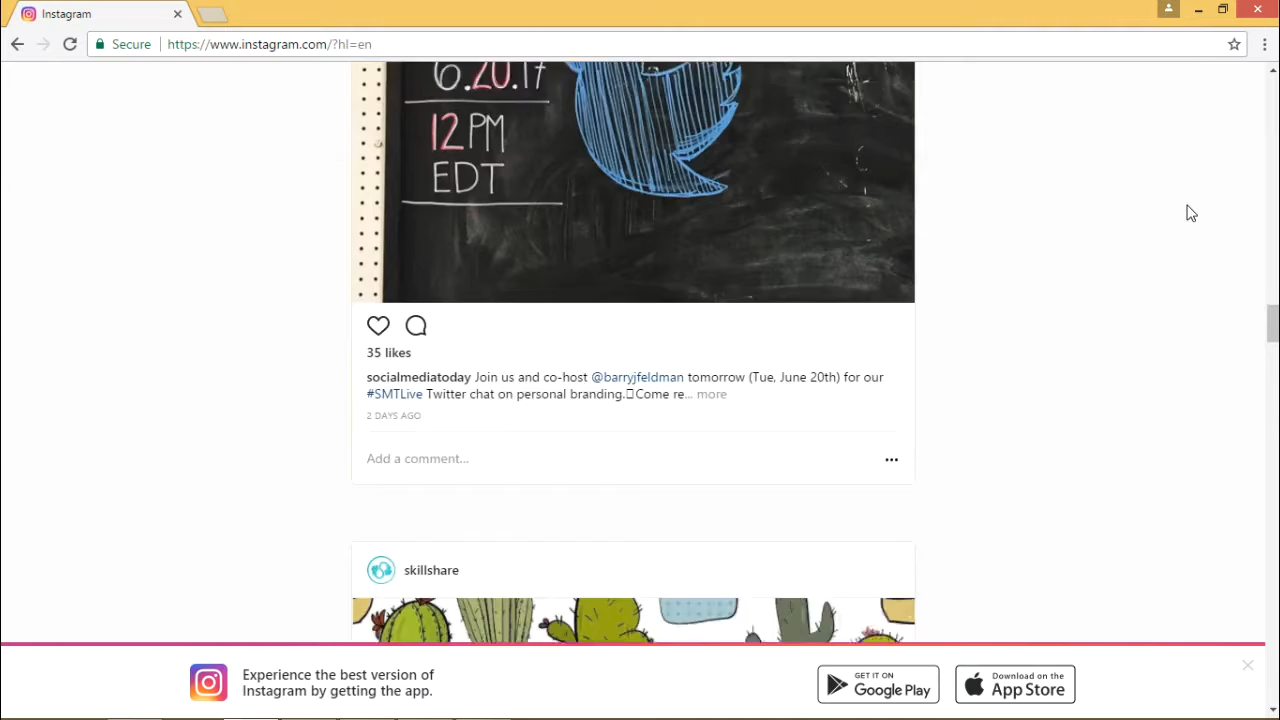 Instagram
Secure
https://www.instagram.com/?hl=en
6.20.17
12PM
EDT
35 likes
socialmediatoday Join us and co-host @barryjfeldman tomorrow (Tue, June 20th) for our
#SMTLive Twitter chat on personal branding.▯Come re... more
2 DAYS AGO
Add a comment...
skillshare
Experience the best version of
Instagram by getting the app.
GET IT ON
Google Play
Download on the
App Store